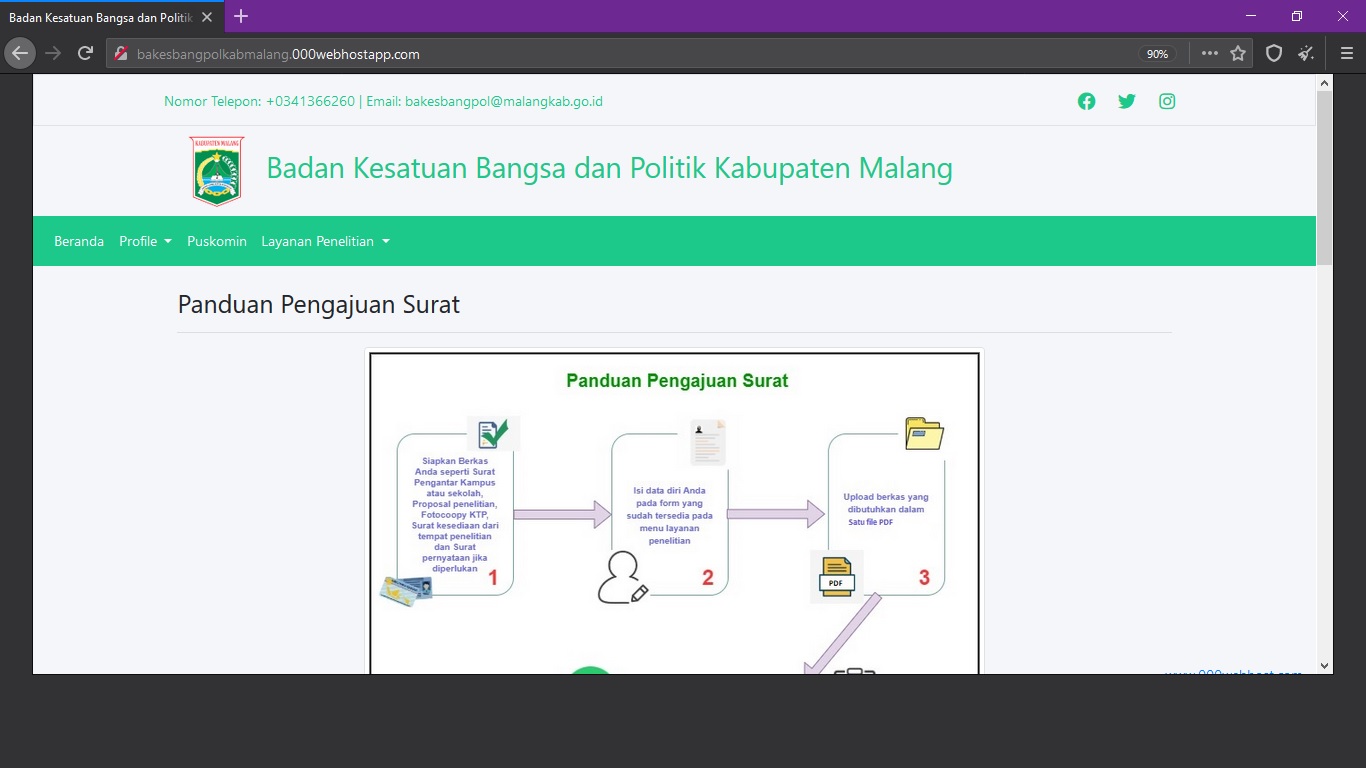 Badan Kesatuan Bangsa dan Politik
bakesbangpolkabmalang.000webhostapp.com
90%
Nomor Telepon: +0341366260 | Email: bakesbangpol@malangkab.go.id
KABUPATEN MALANG
Badan Kesatuan Bangsa dan Politik Kabupaten Malang
Beranda Profile Puskomin Layanan Penelitian
Panduan Pengajuan Surat
Panduan Pengajuan Surat
Siapkan Berkas
Anda seperti Surat
Pengantar Kampus
atau sekolah,
Proposal penelitian,
Fotocoopy KTP,
Surat kesediaan dari
tempat penelitian
dan Surat
pernyataan jika
diperlukan
1
Isi data diri Anda
pada form yang
sudah tersedia pada
menu layanan
penelitian
2
Upload berkas yang
dibutuhkan dalam
Satu file PDF
PDF
3
www.000webhost.com